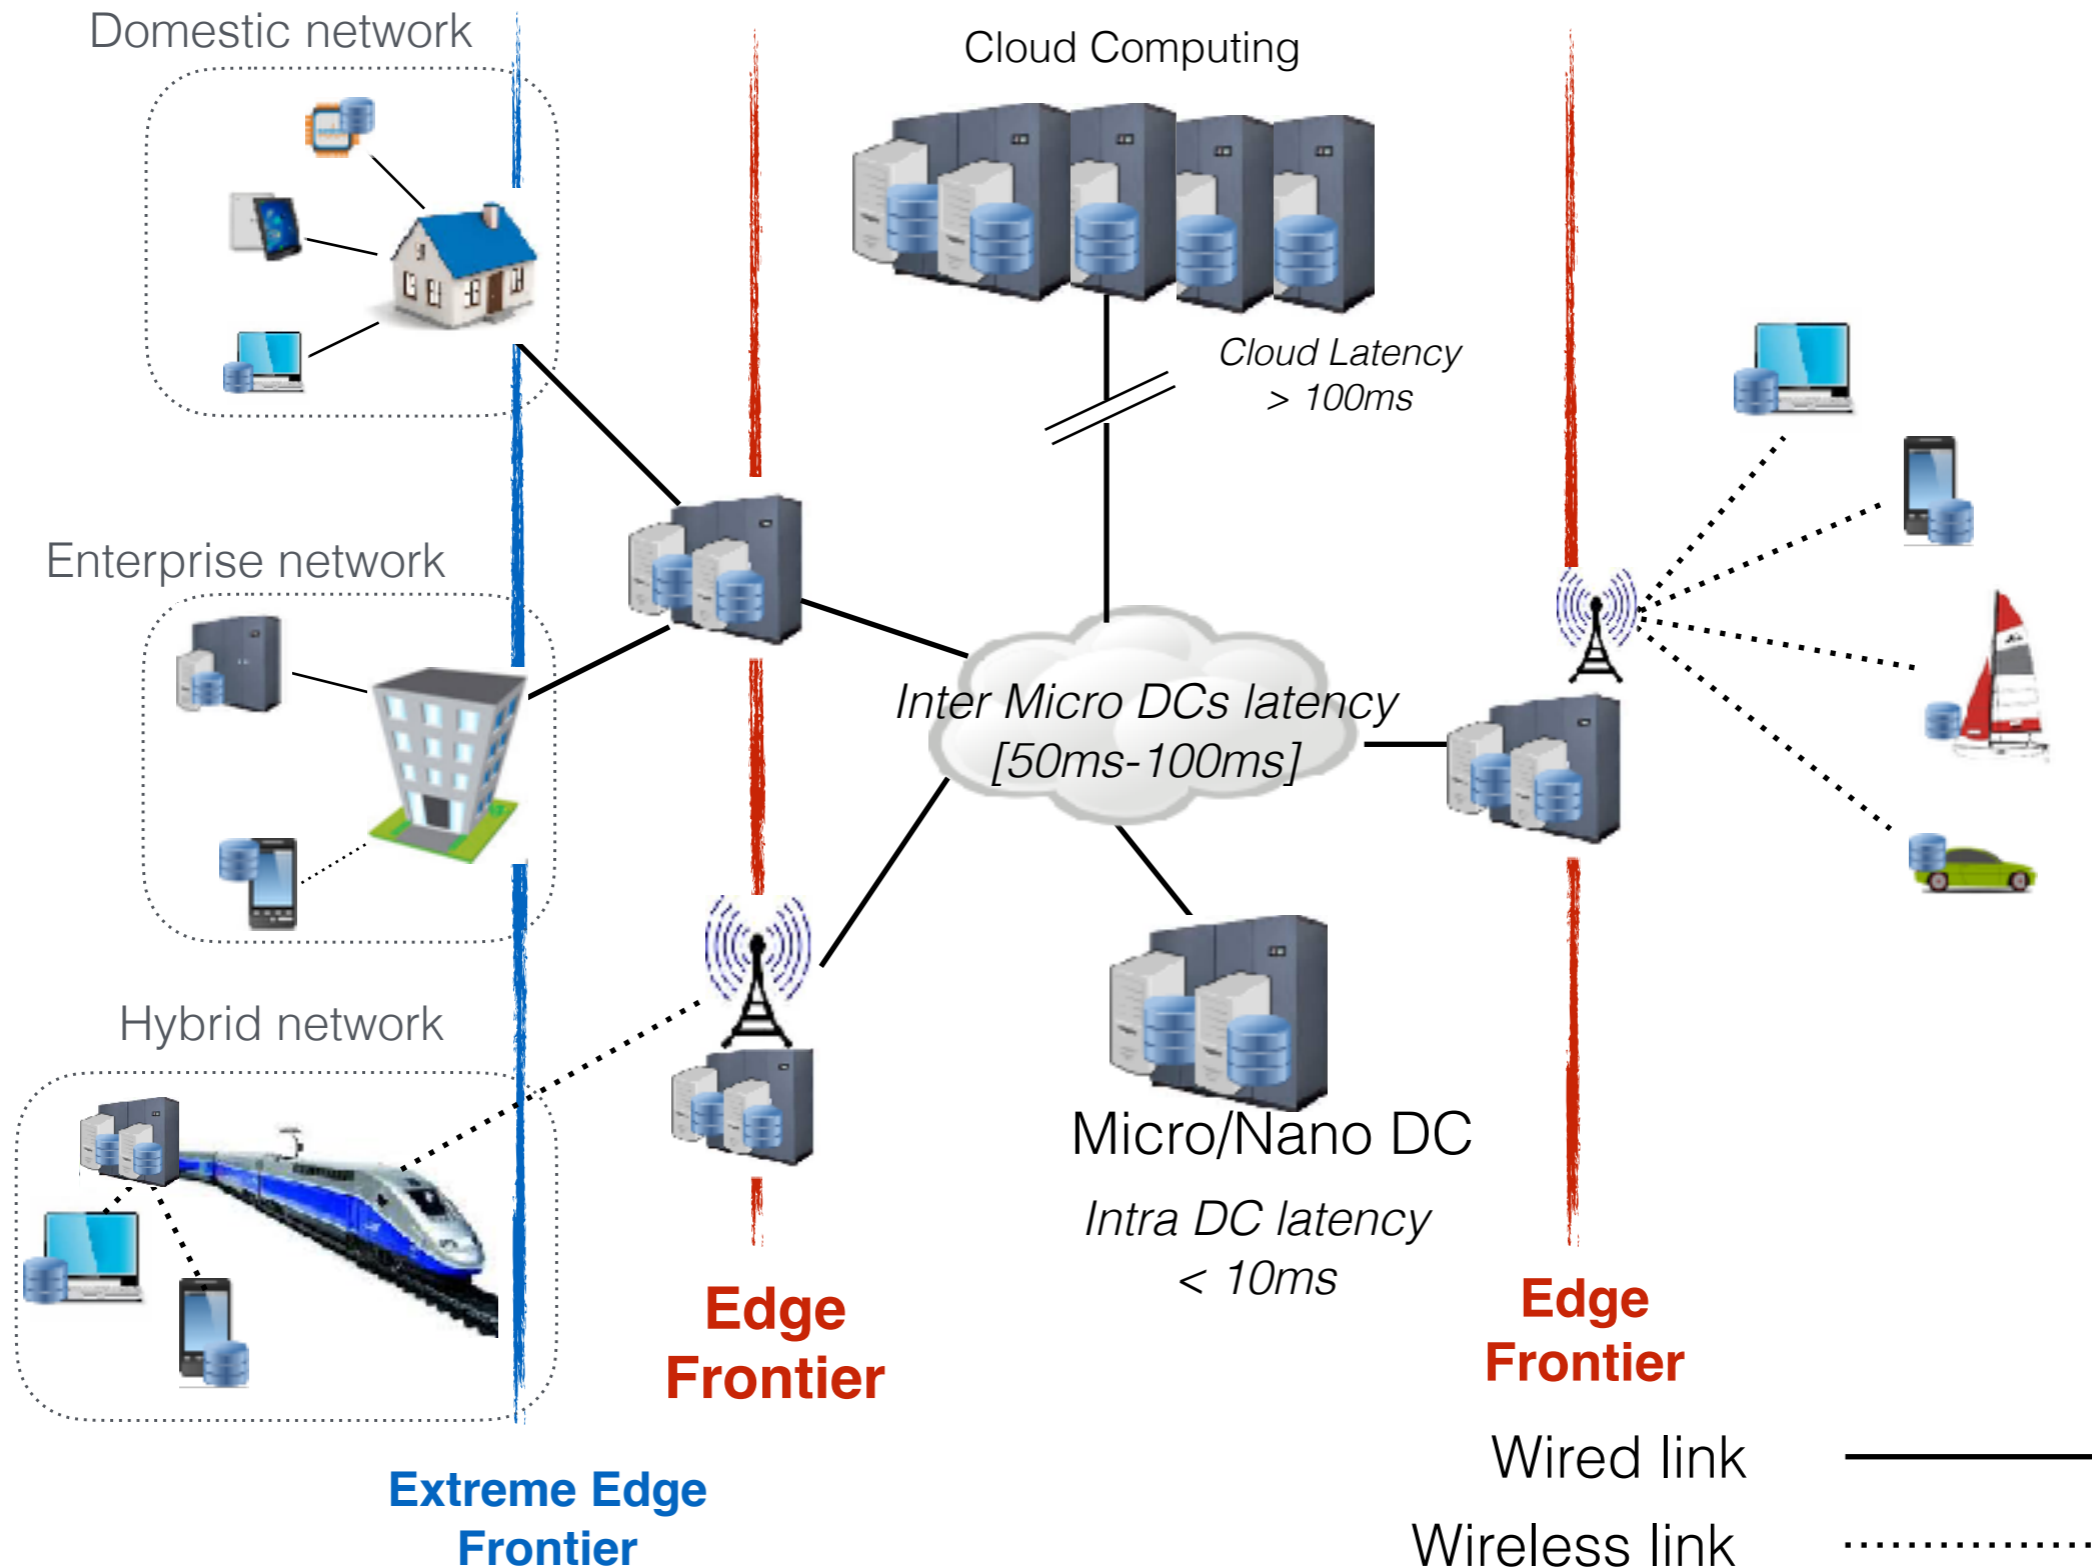 Domestic network
Cloud Computing
Cloud Latency
> 100ms
Enterprise network
Inter Micro DCs latency
[50ms-100ms]
Hybrid network
Micro/Nano DC
Intra DC latency
< 10ms
Edge
Frontier
Edge
Frontier
Extreme Edge
Frontier
Wired link
Wireless link